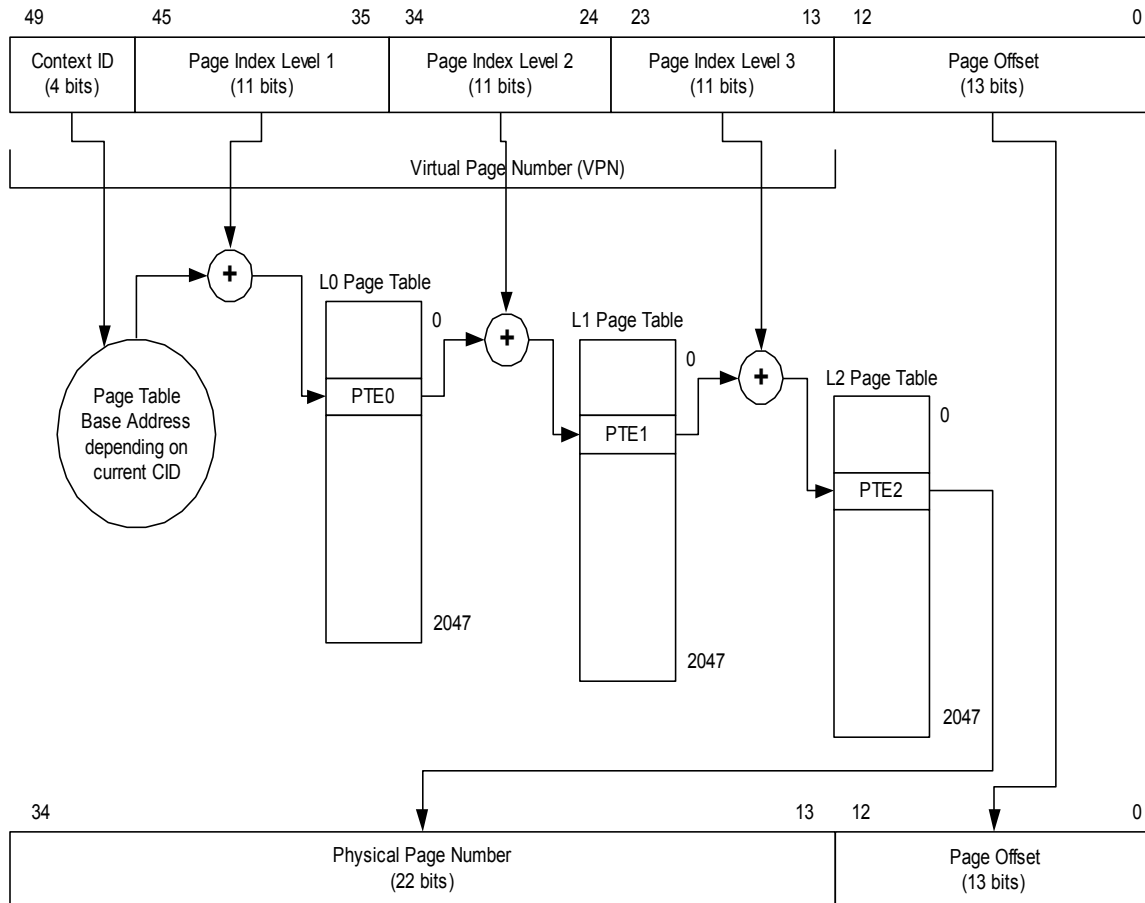 49 45 35 34 24 23 13 12 0
Context ID Page Index Level 1 Page Index Level 2 Page Index Level 3 Page Offset
(4 bits) (11 bits) (11 bits) (11 bits) (13 bits)
Virtual Page Number (VPN)
+
L0 Page Table
0
PTE0
2047
+
L1 Page Table
0
PTE1
2047
+
L2 Page Table
0
PTE2
2047
Page Table
Base Address
depending on
current CID
34 13 12 0
Physical Page Number Page Offset
(22 bits) (13 bits)